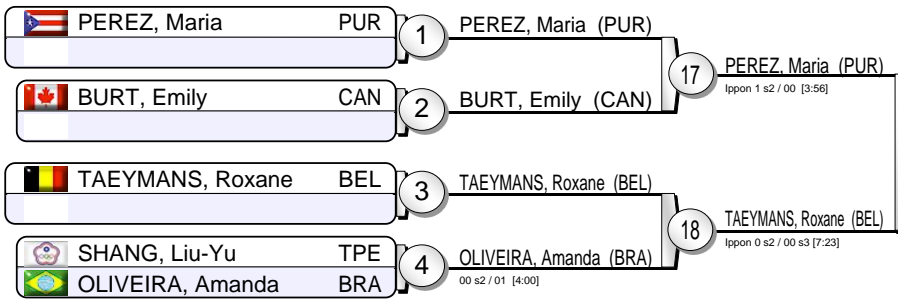 PEREZ, Maria PUR
1
PEREZ, Maria (PUR)
17
PEREZ, Maria (PUR)
Ippon 1 s2 / 00 [3:56]
BURT, Emily CAN
2
BURT, Emily (CAN)
TAEYMANS, Roxane BEL
3
TAEYMANS, Roxane (BEL)
18
TAEYMANS, Roxane (BEL)
Ippon 0 s2 / 00 s3 [7:23]
SHANG, Liu-Yu TPE
OLIVEIRA, Amanda BRA
4
OLIVEIRA, Amanda (BRA)
00 s2 / 01 [4:00]